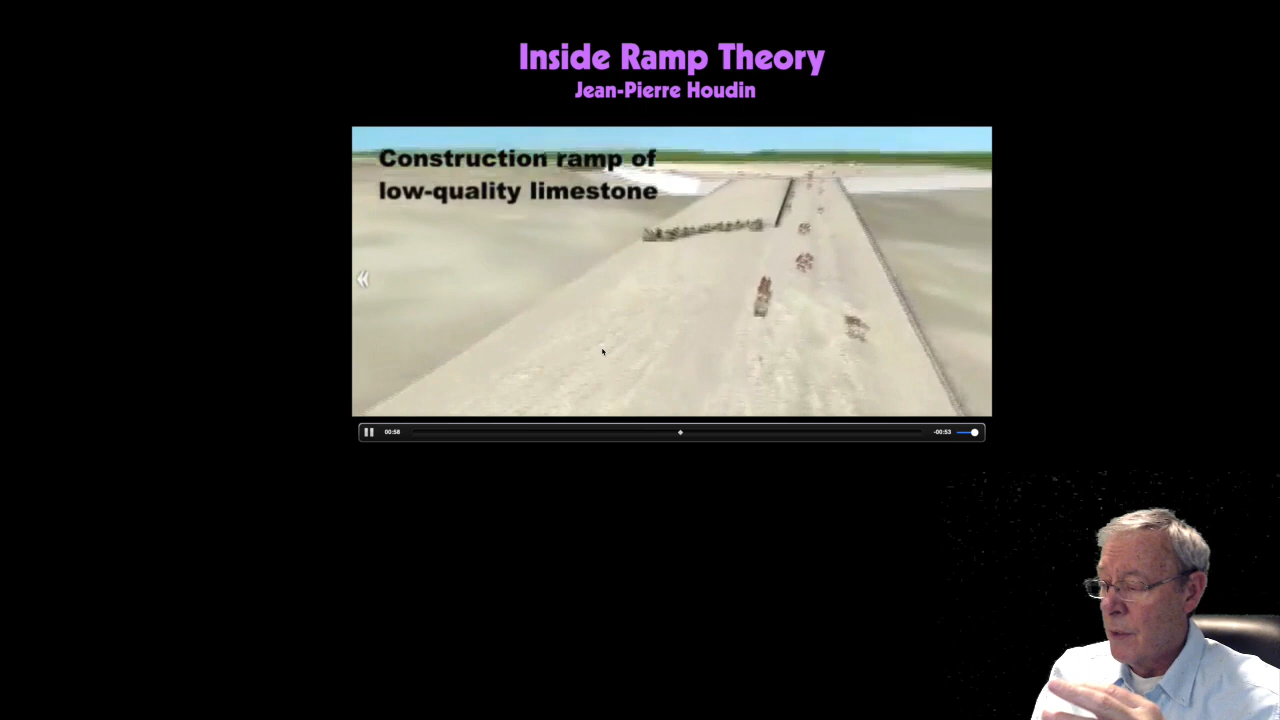 Inside Ramp Theory
Jean-Pierre Houdin
Construction ramp of
low-quality limestone
00:58
-00:53